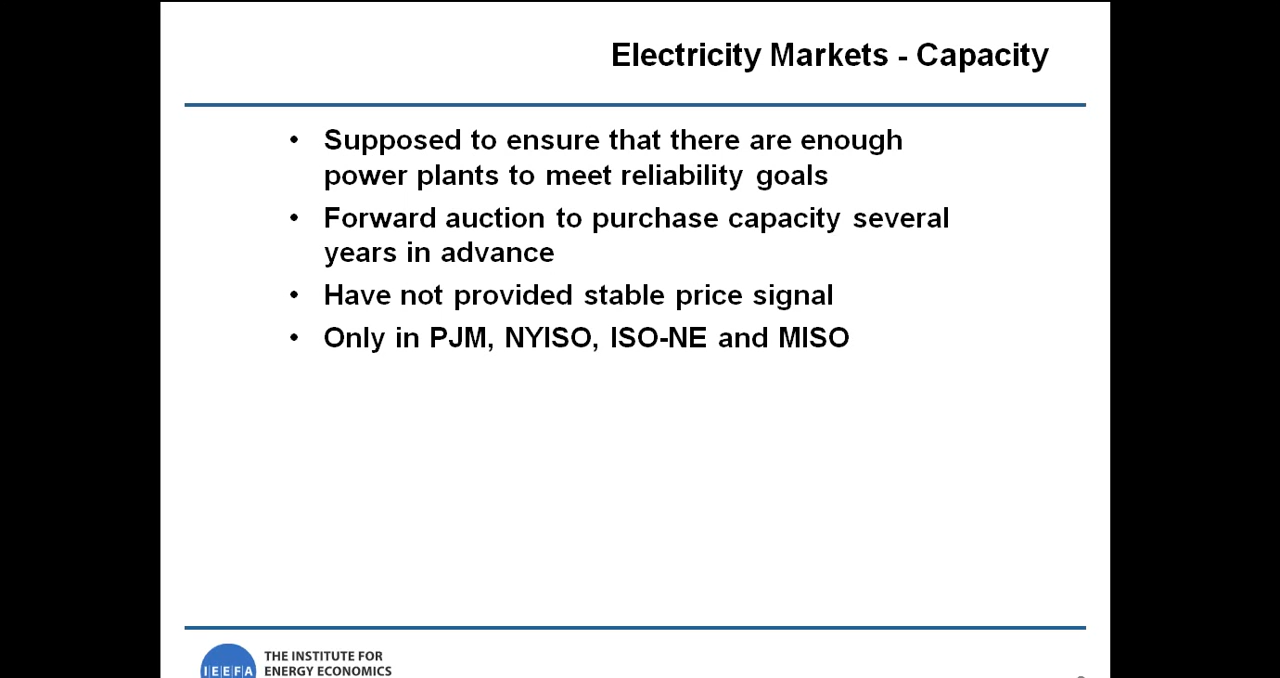 Electricity Markets - Capacity
• Supposed to ensure that there are enough
power plants to meet reliability goals
• Forward auction to purchase capacity several
years in advance
• Have not provided stable price signal
• Only in PJM, NYISO, ISO-NE and MISO
IEEFA
THE INSTITUTE FOR
ENERGY ECONOMICS